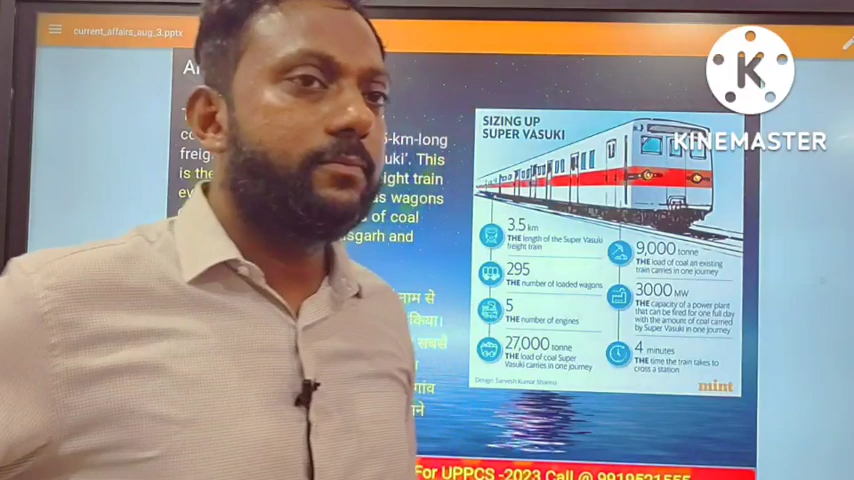 current_affairs_aug_3.pptx
K
KINEMASTER
5-km-long
uki’. This
is the
ight train
as wagons
s of coal
isgarh and
नाम से
किया।
सबसे
गांव
SIZING UP
SUPER VASUKI
3.5 km
THE length of the Super Vasuki
freight train
295
THE number of loaded wagons
5
THE number of engines
27,000 tonne
THE load of coal Super
Vasuki carries in one journey
9,000 tonne
THE load of coal an existing
train carries in one journey
3000 MW
THE capacity of a power plant
that can be fired for one full day
with the amount of coal carried
by Super Vasuki in one journey
4 minutes
THE time the train takes to
cross a station
Design: Sarvesh Kumar Sharma
mint
For UPPCS -2023 Call @ 9919521555